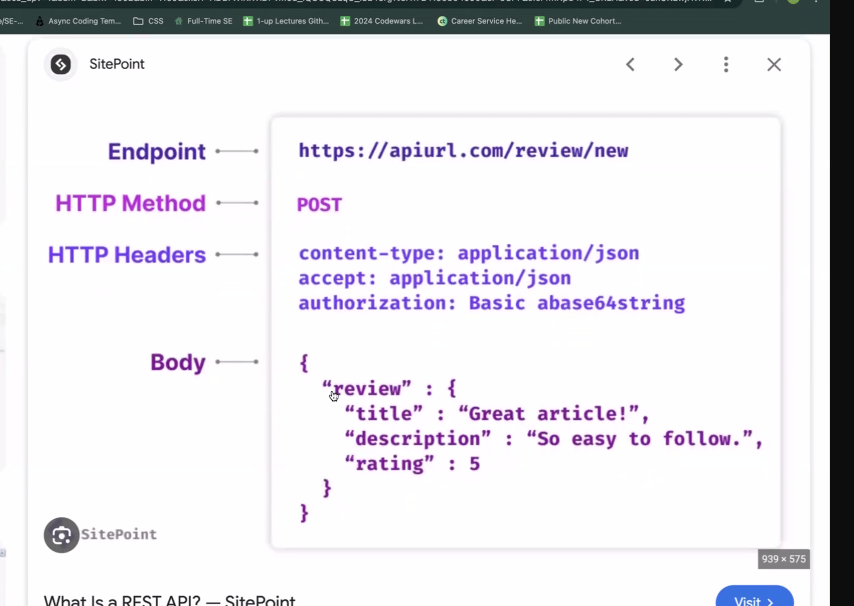 Async Coding Tem...
CSS
Full-Time SE
1-up Lectures Gith...
2024 Codewars L...
Career Service He...
Public New Cohort...
SitePoint
Endpoint
https://apiurl.com/review/new
HTTP Method
POST
HTTP Headers
content-type: application/json
accept: application/json
authorization: Basic abase64string
Body
{
“review” : {
“title” : “Great article!”,
“description” : “So easy to follow.”,
“rating” : 5
}
}
SitePoint
939 × 575
What Is a REST API? — SitePoint
Visit